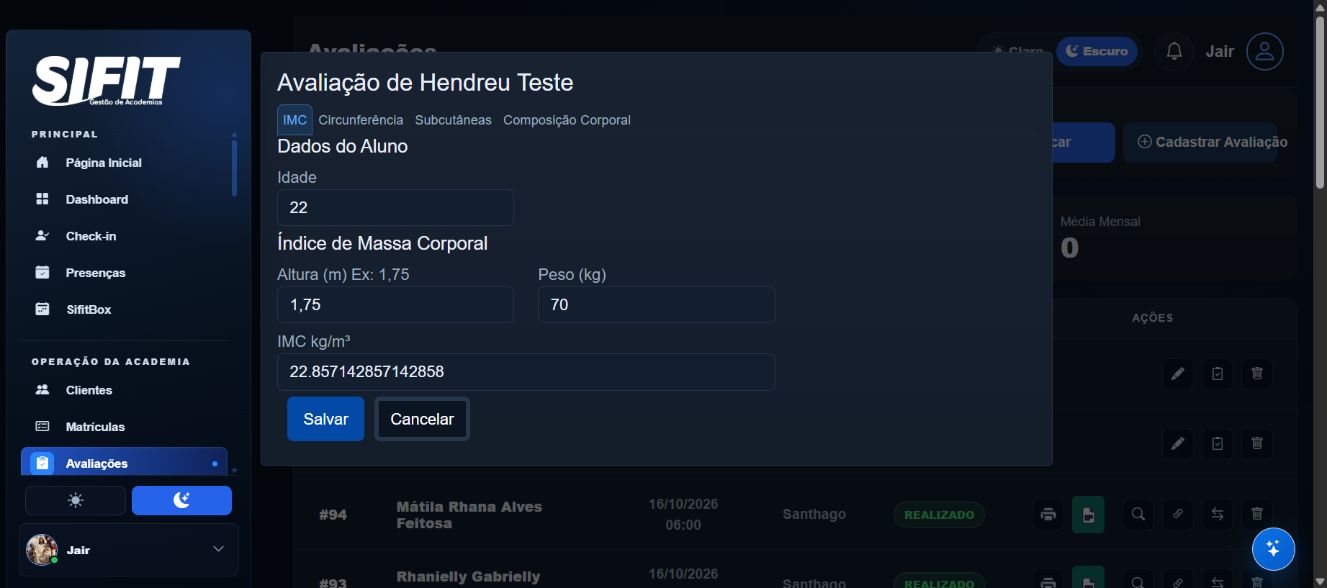 SIFIT
Gestão de Academias
PRINCIPAL
Página Inicial
Dashboard
Check-in
Presenças
SifitBox
OPERAÇÃO DA ACADEMIA
Clientes
Matrículas
Avaliações
Jair
Avaliações
Claro
Escuro
Jair
Avaliação de Hendreu Teste
IMC Circunferência Subcutâneas Composição Corporal
Dados do Aluno
Idade
22
Índice de Massa Corporal
Altura (m) Ex: 1,75 Peso (kg)
1,75 70
IMC kg/m³
22.857142857142858
Salvar Cancelar
car
Cadastrar Avaliação
Média Mensal
0
AÇÕES
#94 Mátila Rhana Alves Feitosa 16/10/2026 06:00 Santhago REALIZADO
#93 Rhanielly Gabrielly 16/10/2026 Santhago REALIZADO